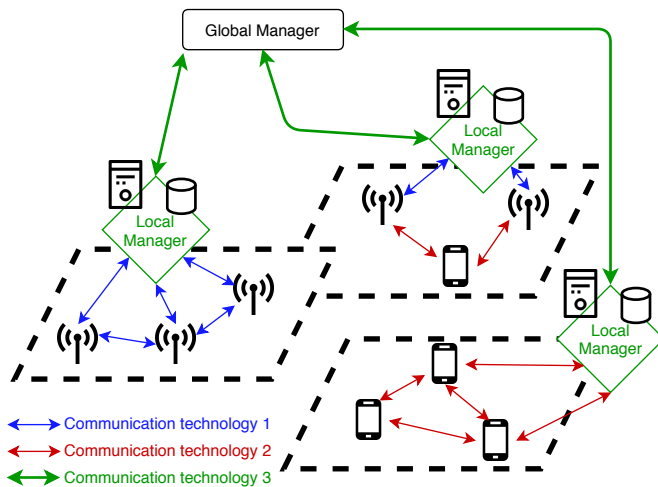 Global Manager
Local
Manager
Local
Manager
Local
Manager
Communication technology 1
Communication technology 2
Communication technology 3